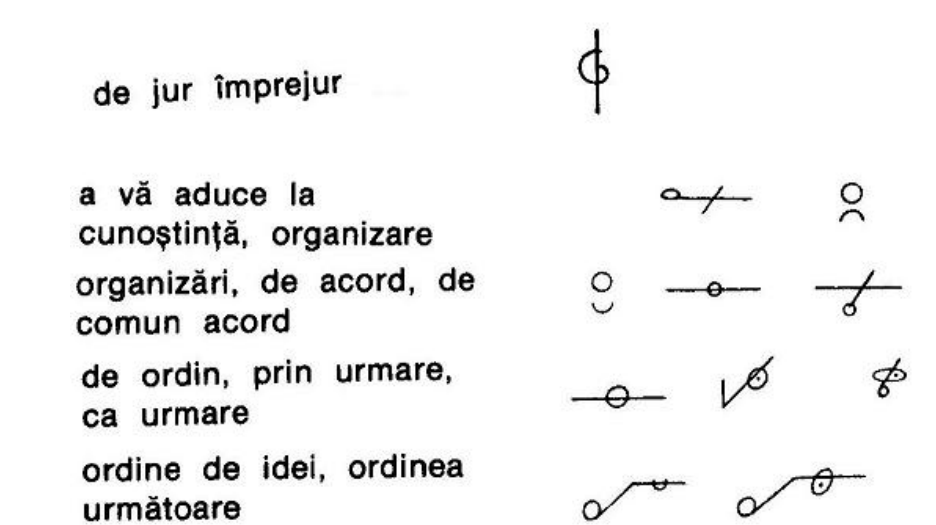 de jur împrejur
a vă aduce la
cunoștință, organizare
organizări, de acord, de
comun acord
de ordin, prin urmare,
ca urmare
ordine de idei, ordinea
următoare